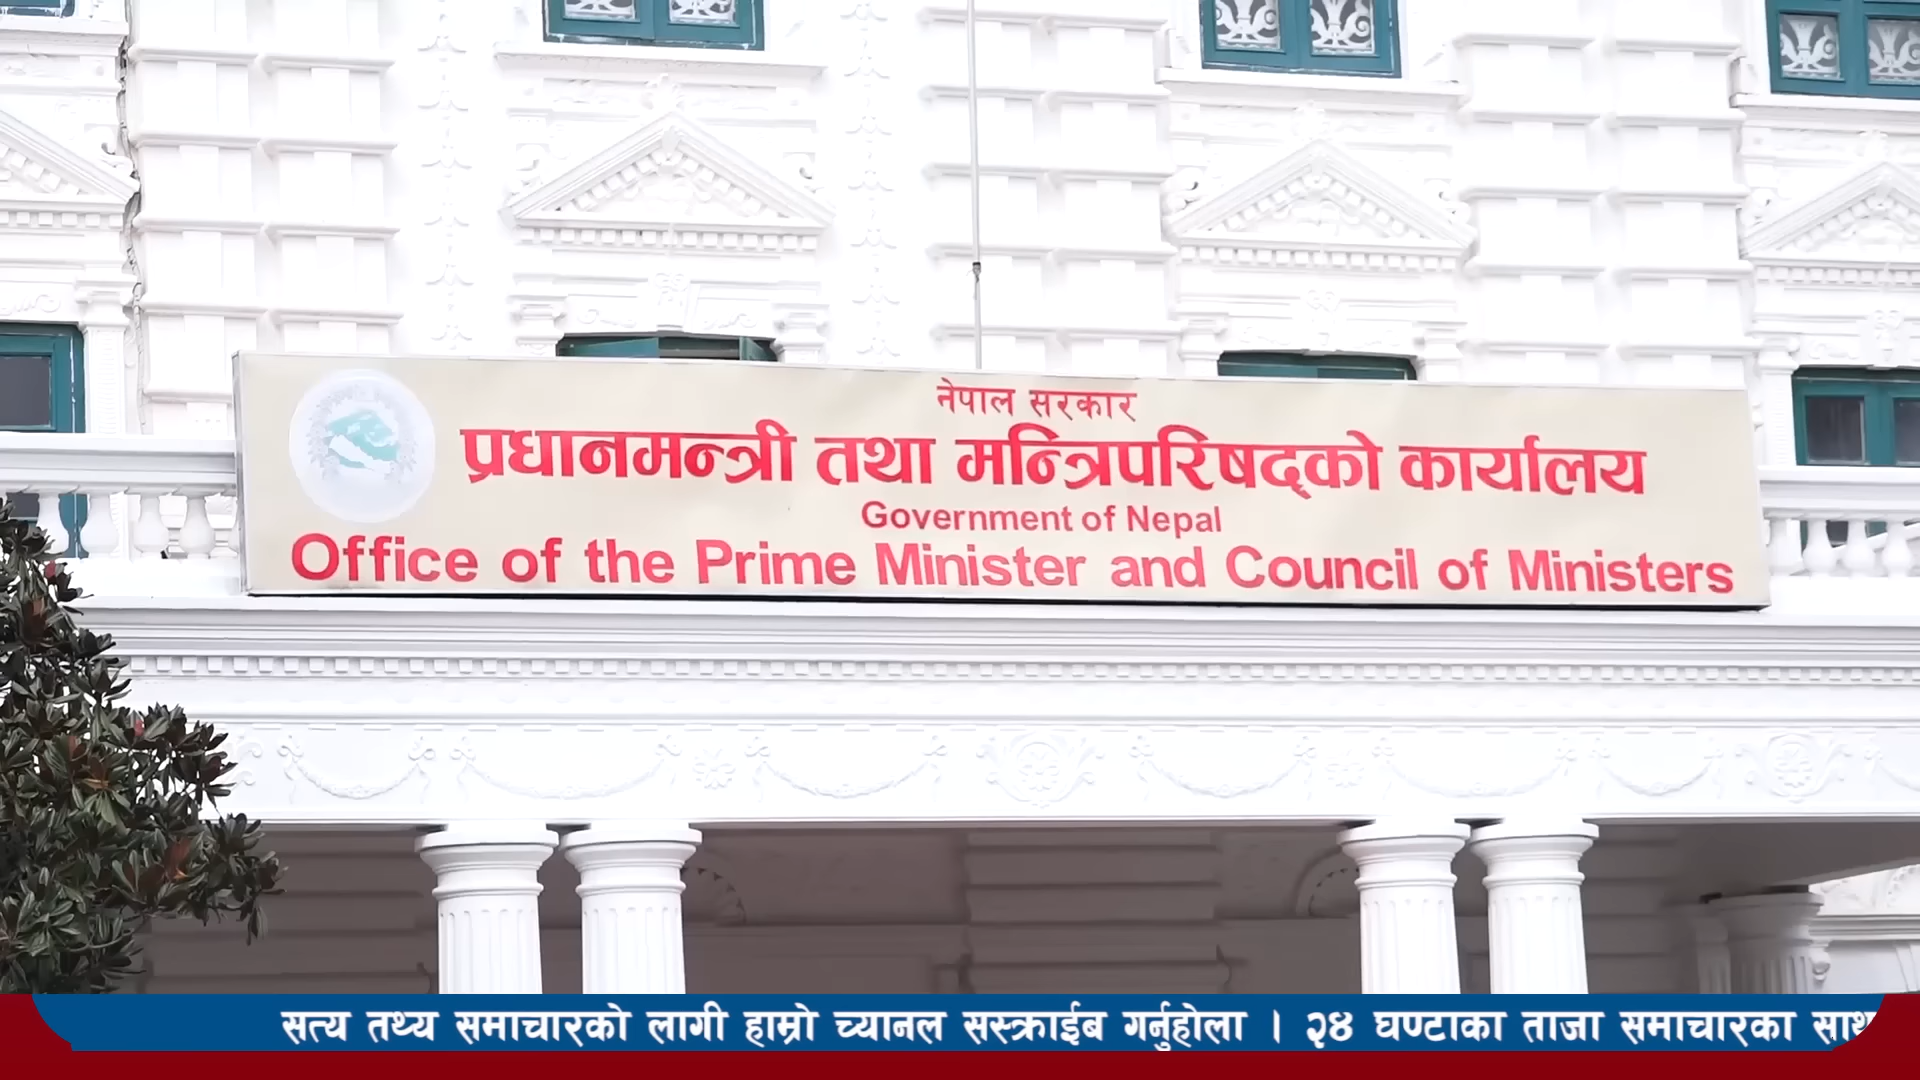 नेपाल सरकार
प्रधानमन्त्री तथा मन्त्रिपरिषद्को कार्यालय
Government of Nepal
Office of the Prime Minister and Council of Ministers
सत्य तथ्य समाचारको लागी हाम्रो च्यानल सस्क्राईब गर्नुहोला । २४ घण्टाका ताजा समाचारका